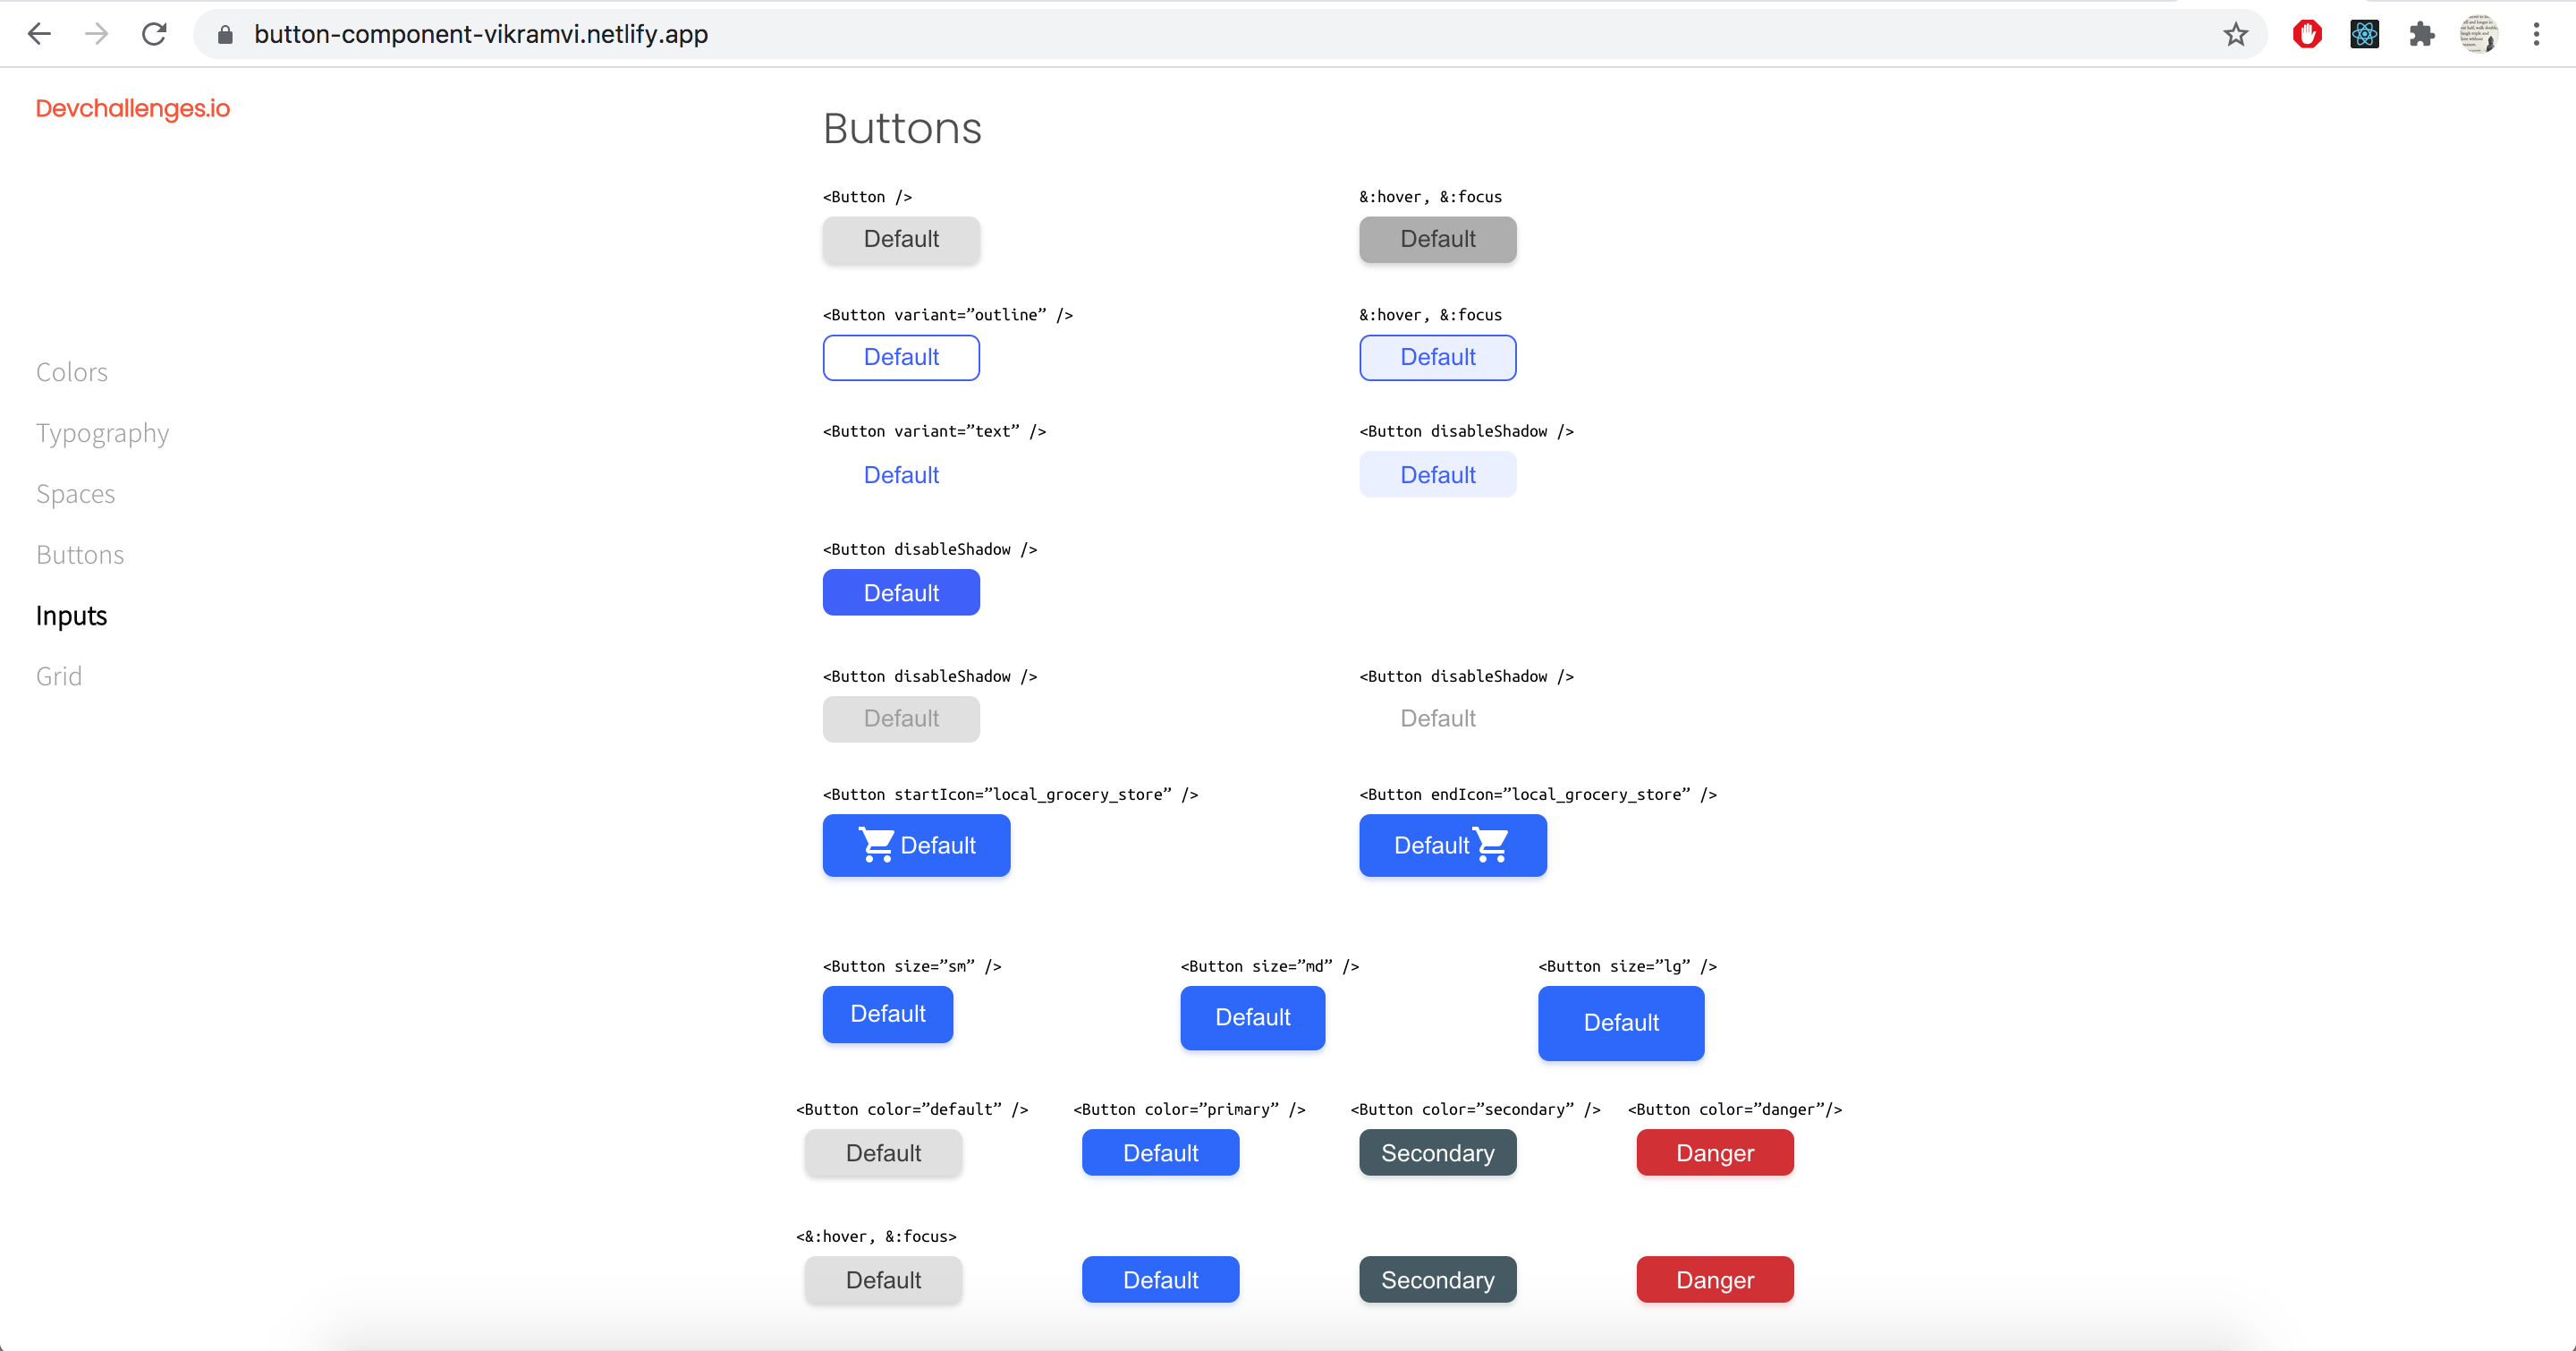 button-component-vikramvi.netlify.app
Devchallenges.io
Colors
Typography
Spaces
Buttons
Inputs
Grid
Buttons
<Button />
&:hover, &:focus
Default
Default
<Button variant=”outline” />
&:hover, &:focus
Default
Default
<Button variant=”text” />
<Button disableShadow />
Default
Default
<Button disableShadow />
Default
<Button disableShadow />
<Button disableShadow />
Default
Default
<Button startIcon=”local_grocery_store” />
<Button endIcon=”local_grocery_store” />
Default
Default
<Button size=”sm” />
<Button size=”md” />
<Button size=”lg” />
Default
Default
Default
<Button color=”default” />
<Button color=”primary” />
<Button color=”secondary” />
<Button color=”danger”/>
Default
Default
Secondary
Danger
<&:hover, &:focus>
Default
Default
Secondary
Danger